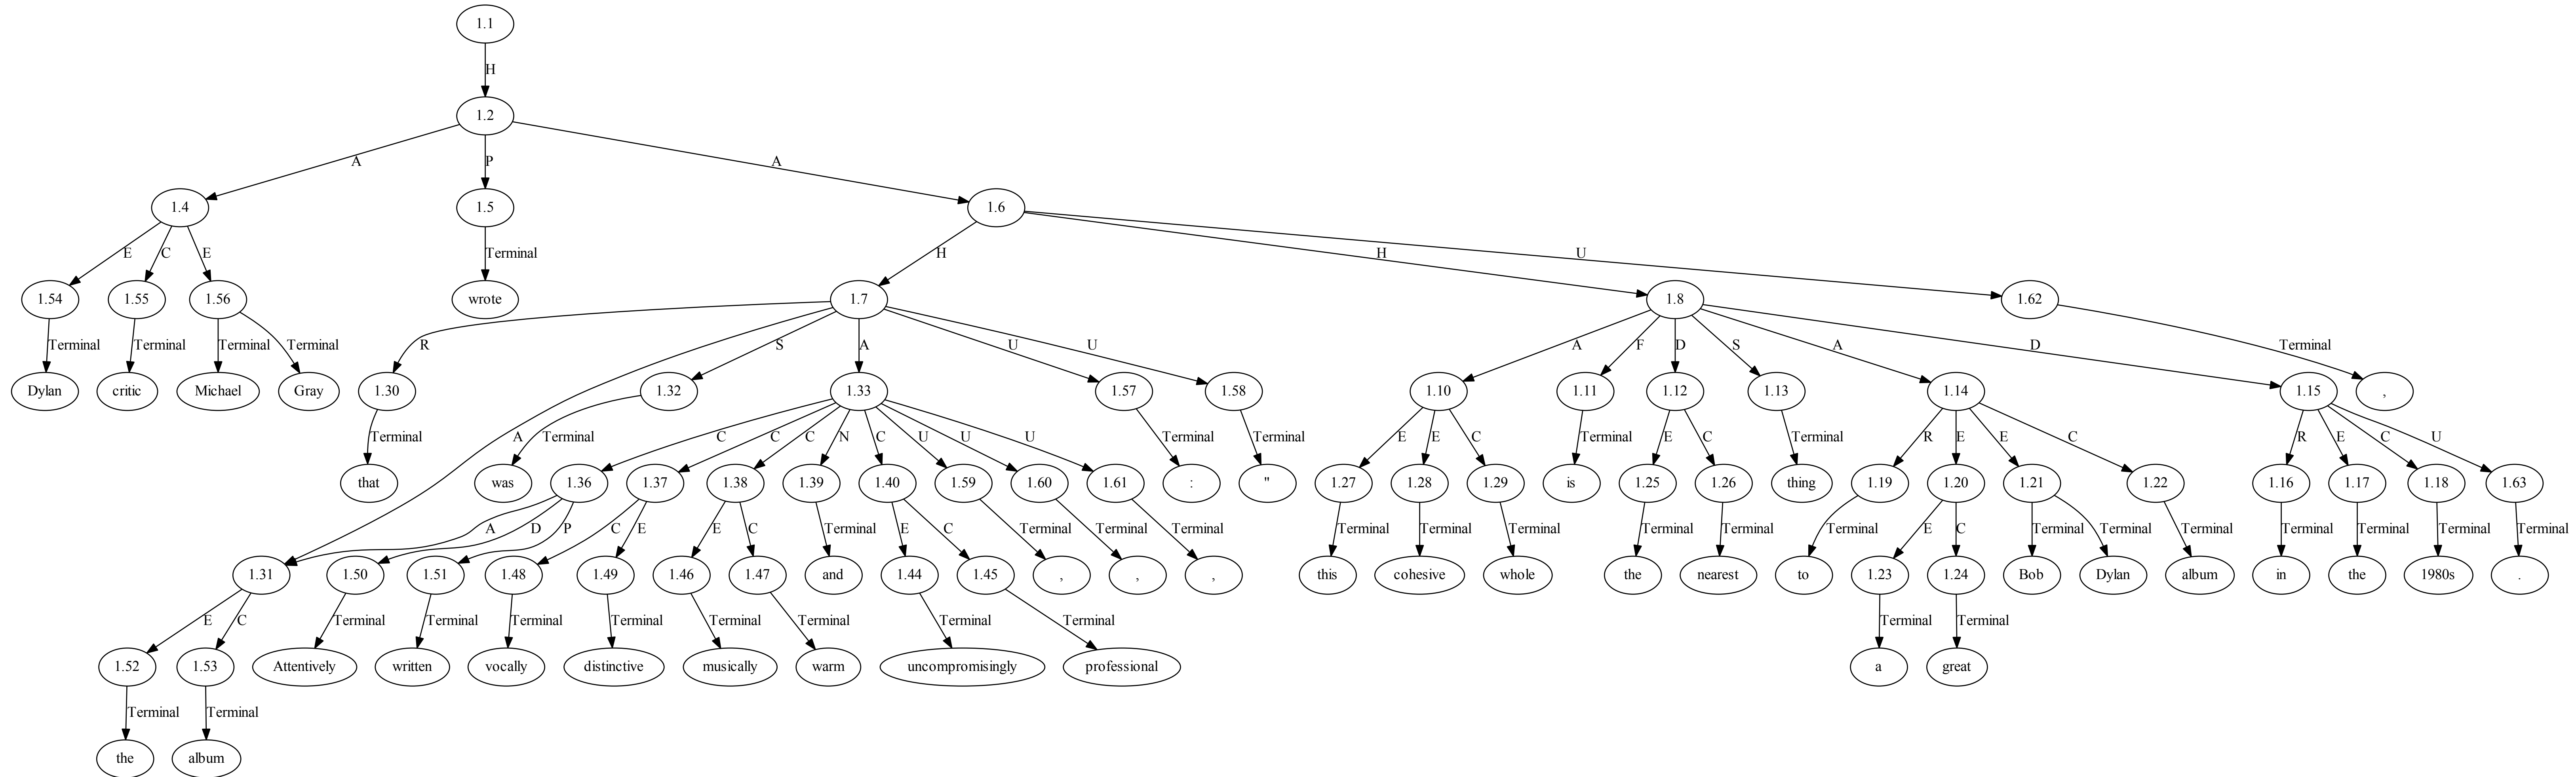 1.1
H
1.2
A P A
1.4 1.5 1.6
E C E Terminal H H U
1.54 1.55 1.56 wrote 1.7 1.8 1.62
Terminal Terminal Terminal Terminal R A S A U U A F D S A D Terminal
Dylan critic Michael Gray 1.30 1.32 1.33 1.57 1.58 1.10 1.11 1.12 1.13 1.14 1.15 ,
Terminal Terminal C C C N C U U U Terminal Terminal E E C Terminal E C Terminal R E E C R E C U
that was 1.36 1.37 1.38 1.39 1.40 1.59 1.60 1.61 : " 1.27 1.28 1.29 is 1.25 1.26 thing 1.19 1.20 1.21 1.22 1.16 1.17 1.18 1.63
A D P C E E C Terminal E C Terminal Terminal Terminal Terminal Terminal Terminal Terminal Terminal Terminal E C Terminal Terminal Terminal Terminal Terminal Terminal Terminal
1.31 1.50 1.51 1.48 1.49 1.46 1.47 and 1.44 1.45 , , , this cohesive whole the nearest to 1.23 1.24 Bob Dylan album in the 1980s .
E C Terminal Terminal Terminal Terminal Terminal Terminal Terminal Terminal Terminal Terminal
1.52 1.53 Attentively written vocally distinctive musically warm uncompromisingly professional a great
Terminal Terminal
the album